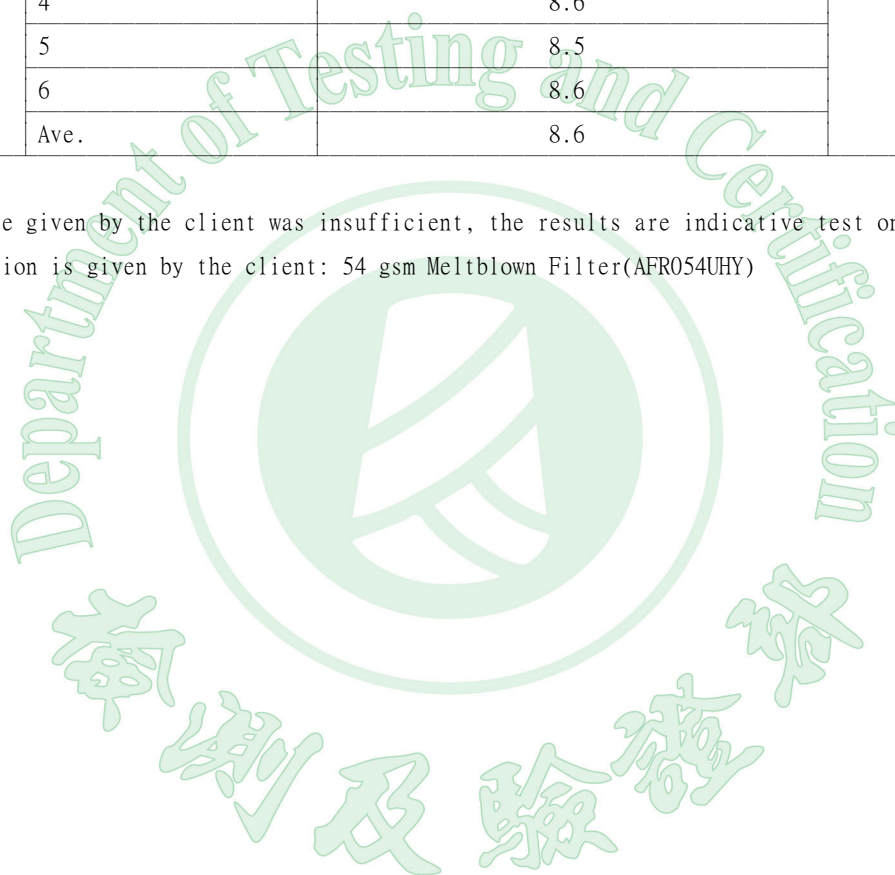 4 8.6
5 8.5
6 8.6
Ave. 8.6
e given by the client was insufficient, the results are indicative test on
ion is given by the client: 54 gsm Meltblown Filter(AFR054UHY)
Department of Testing and Certification
檢測及驗證